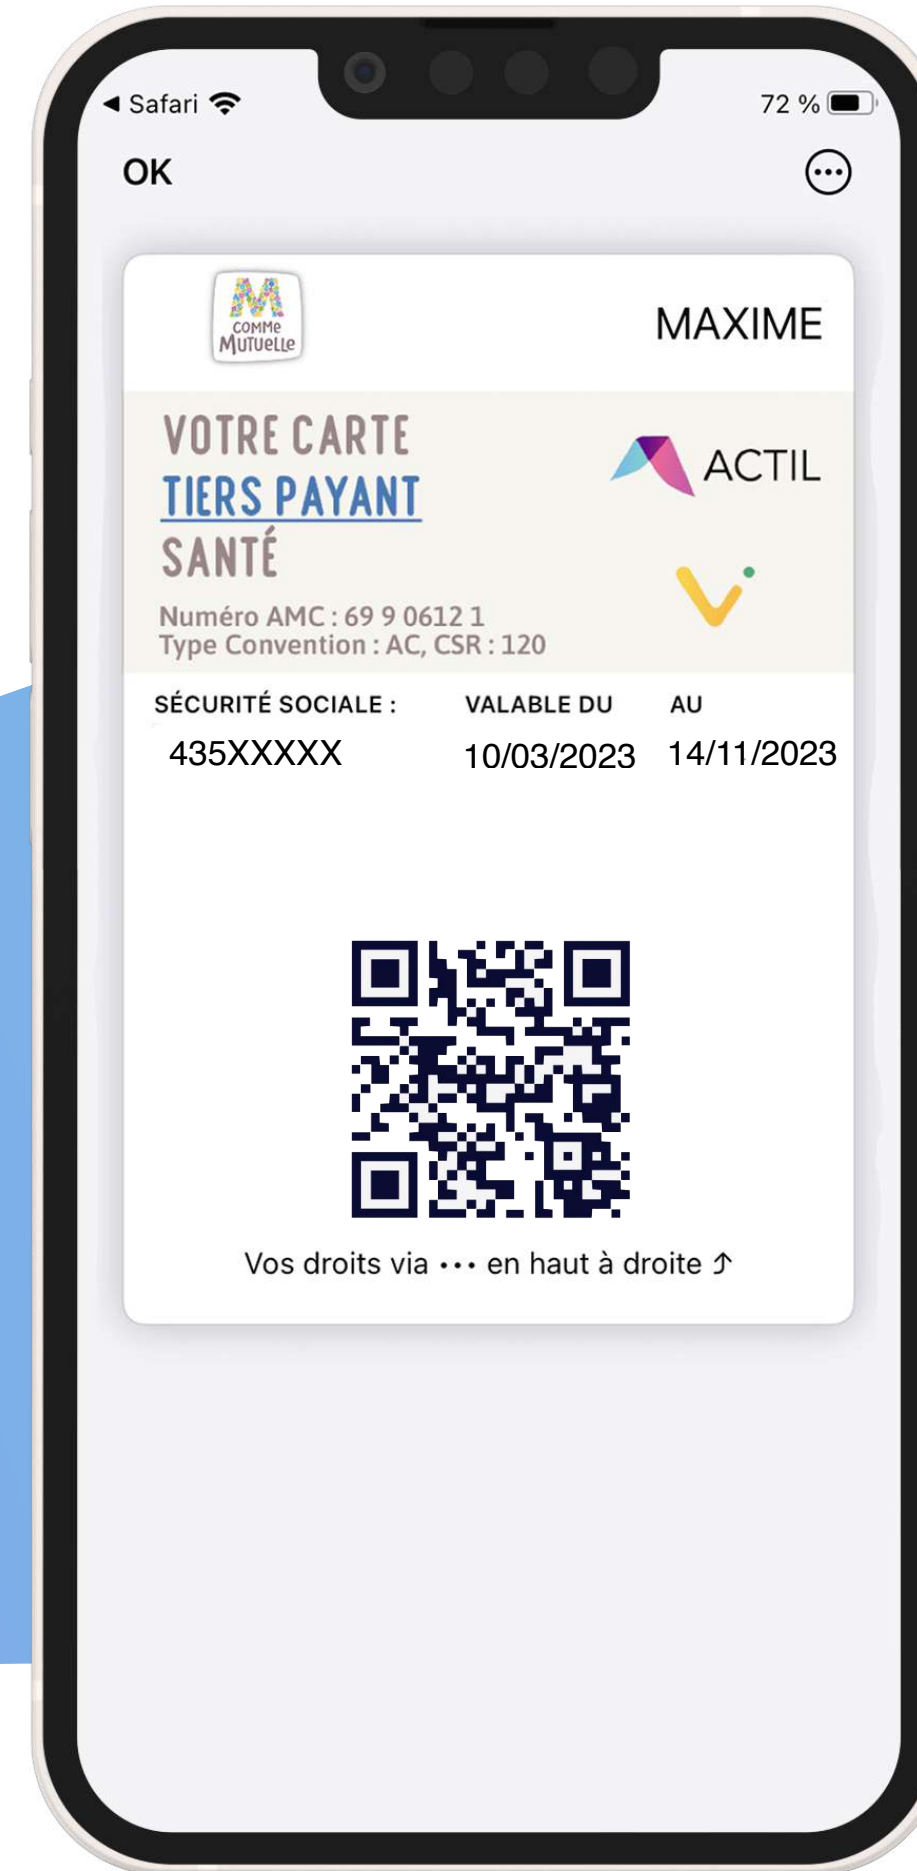 Safari
72 %
OK
M
COMME
MUTUELLE
MAXIME
VOTRE CARTE
TIERS PAYANT
SANTÉ
ACTIL
Numéro AMC : 69 9 0612 1
Type Convention : AC, CSR : 120
SÉCURITÉ SOCIALE :
VALABLE DU
AU
435XXXXX
10/03/2023
14/11/2023
Vos droits via ••• en haut à droite ⤴